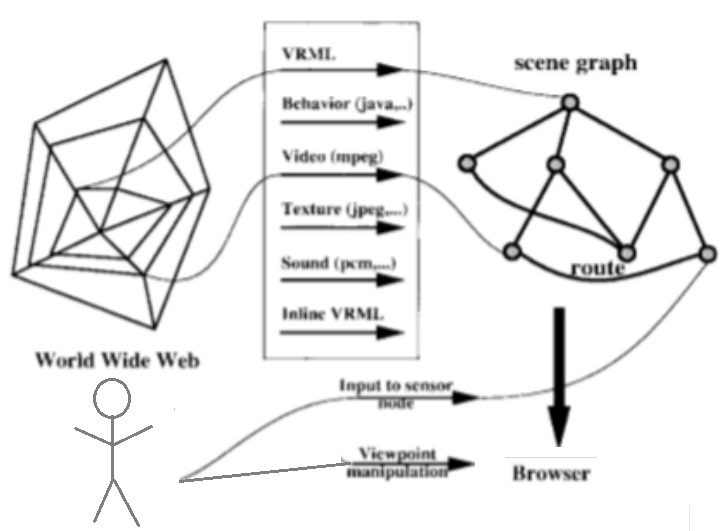 VRML
scene graph
Behavior (java,..)
Video (mpeg)
Texture (jpeg,...)
Sound (pcm,...)
route
Inline VRML
World Wide Web
Input to sensor
node
Viewpoint
manipulation
Browser